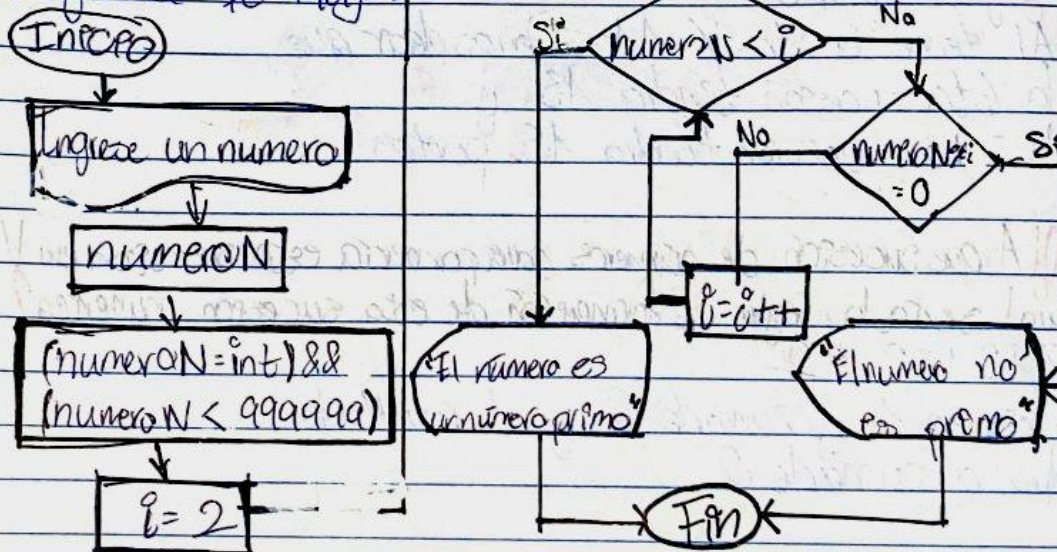 Inicio
Ingrese un numero
numeroN
(numeroN=int)&&
(numeroN < 999999)
i= 2
Si
numeroN < i
No
numeroN%i
=0
No
Si
i=i++
"El numero es
un número primo"
"El numero no
es primo"
Fin